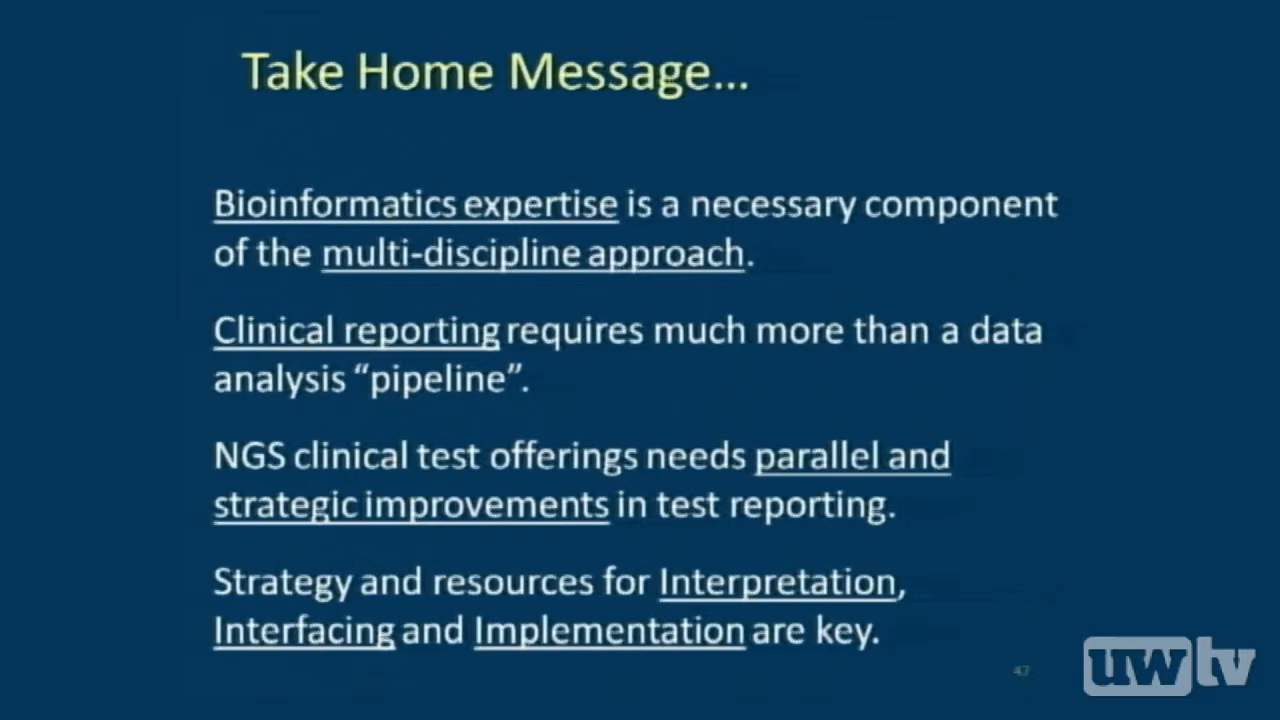 Take Home Message...
Bioinformatics expertise is a necessary component
of the multi-discipline approach.
Clinical reporting requires much more than a data
analysis “pipeline”.
NGS clinical test offerings needs parallel and
strategic improvements in test reporting.
Strategy and resources for Interpretation,
Interfacing and Implementation are key.
47
uwtv